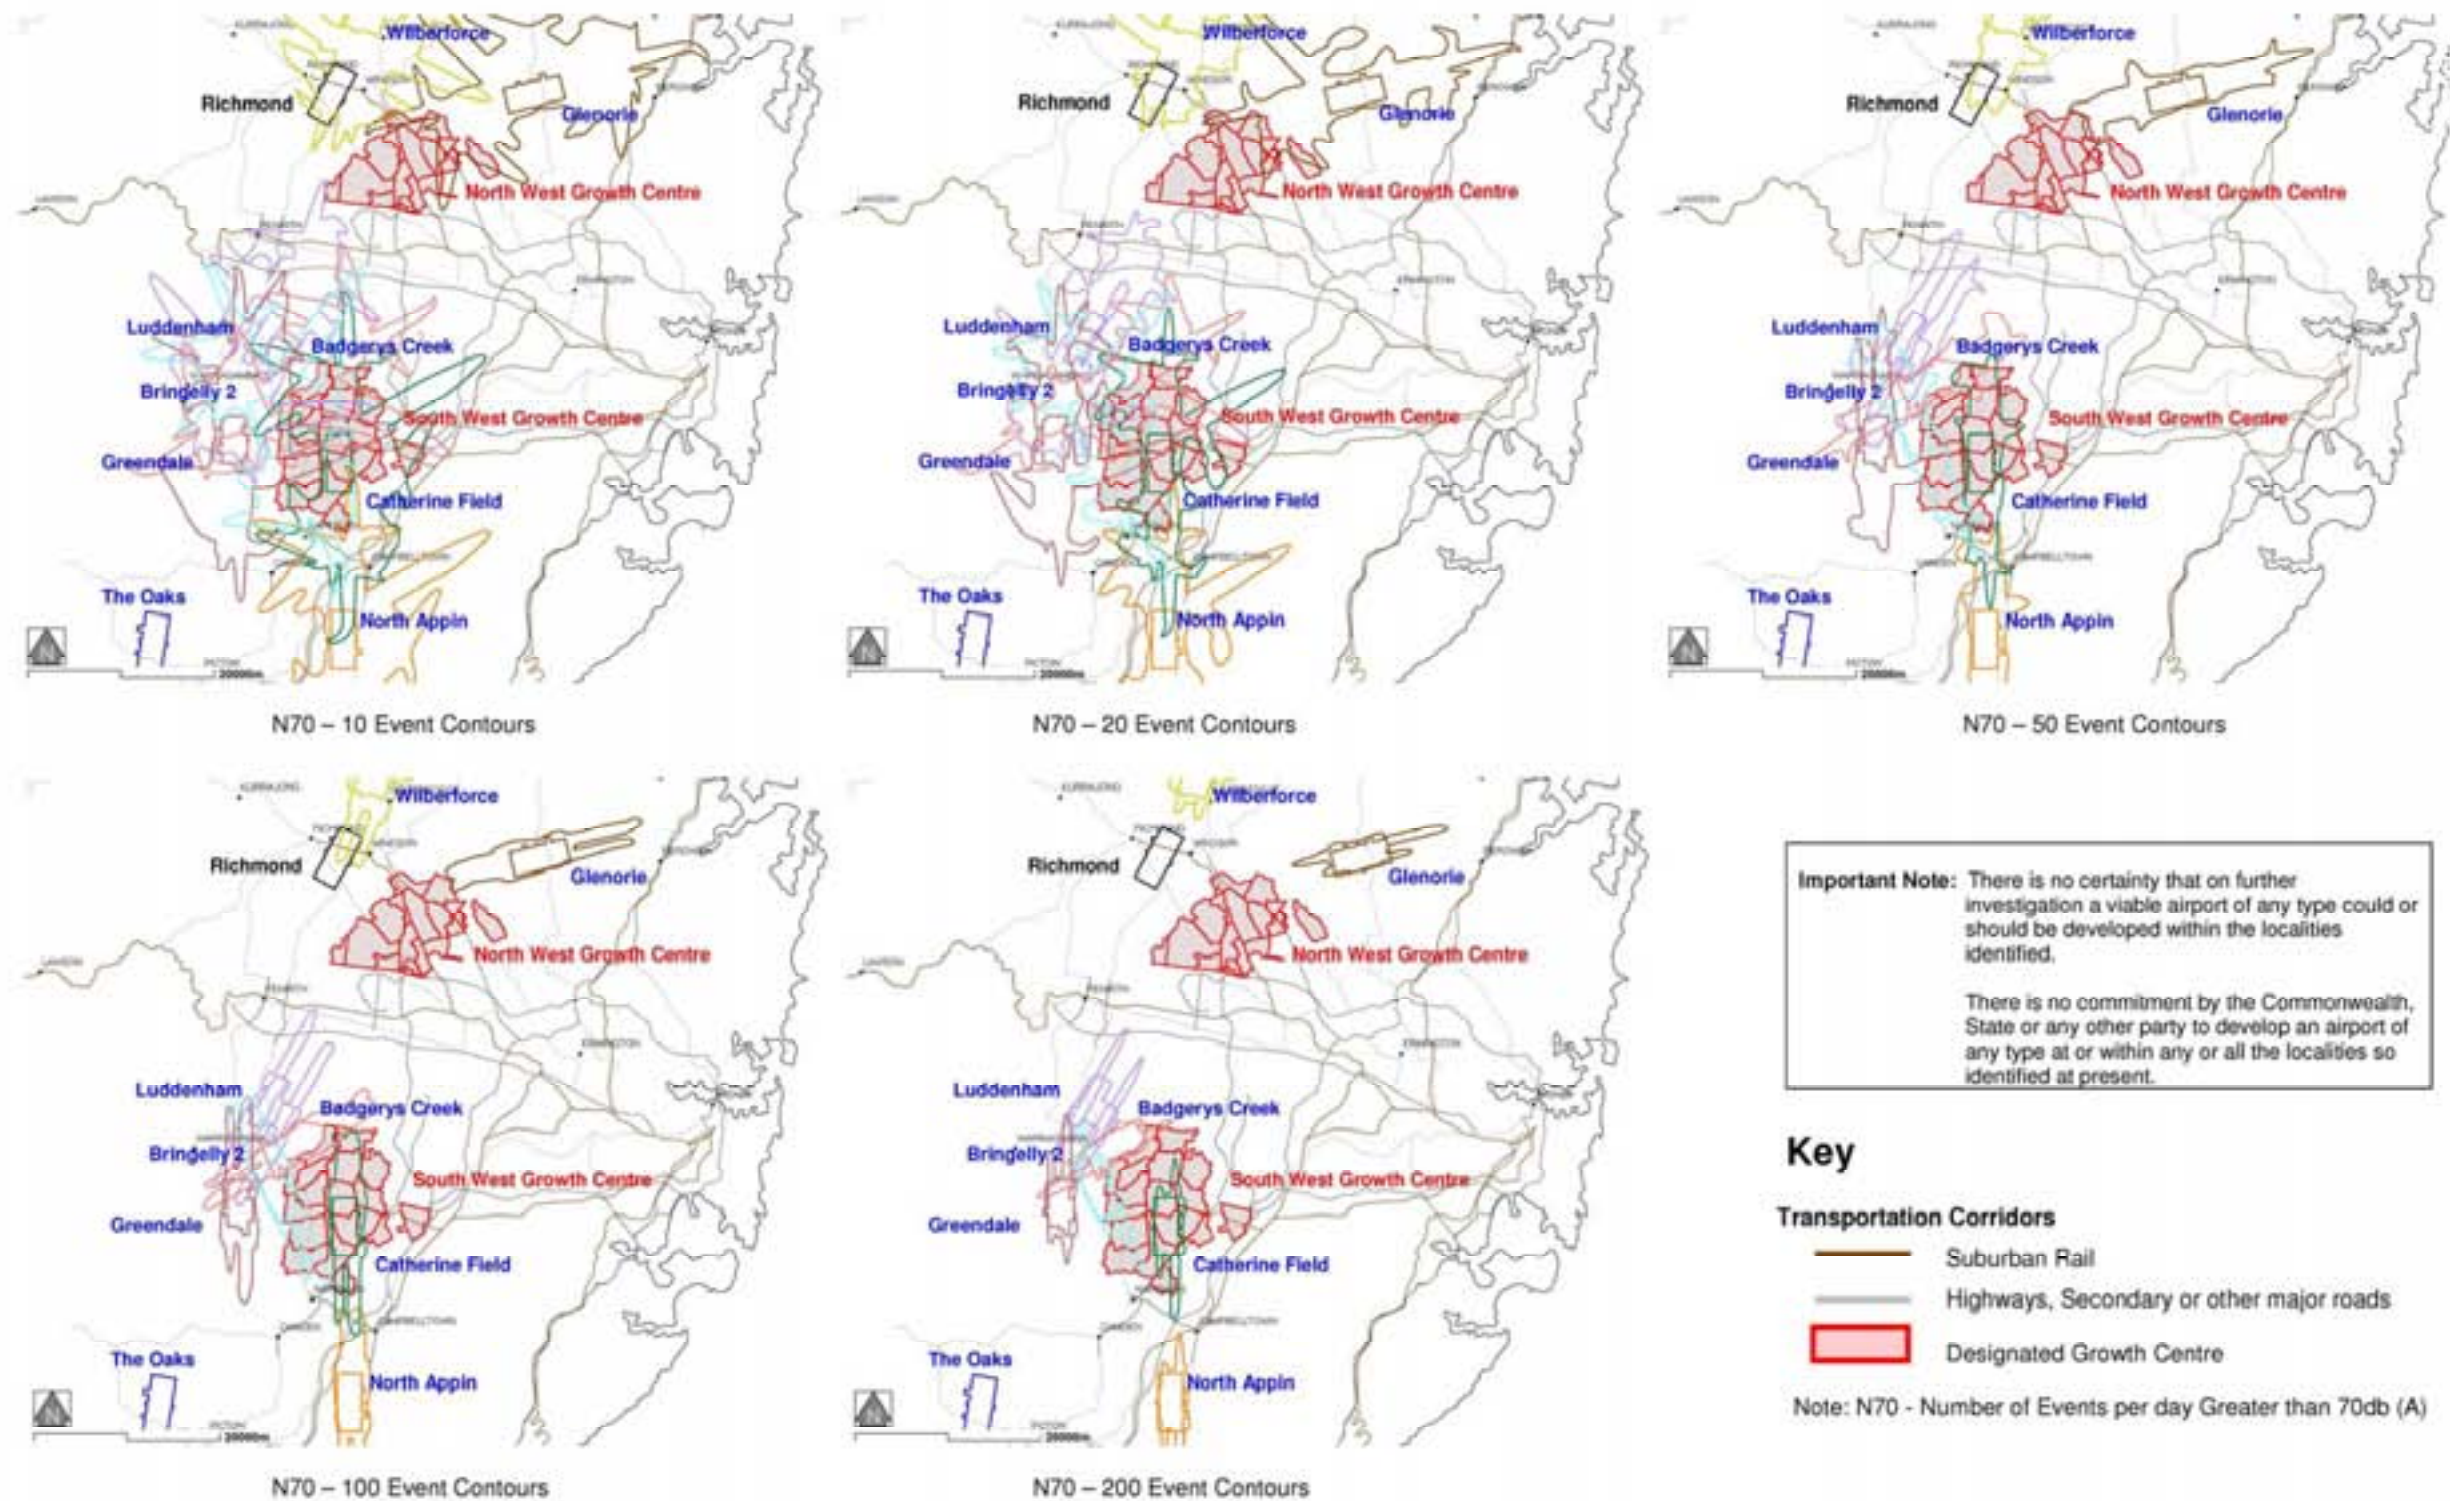 Wilberforce
Richmond
Glenorie
North West Growth Centre
Luddenham
Badgerys Creek
Bringelly 2
South West Growth Centre
Greendale
Catherine Field
The Oaks
North Appin
N
PICTON
20000m
N70 – 10 Event Contours
Wilberforce
Richmond
Glenorie
North West Growth Centre
Luddenham
Badgerys Creek
Bringelly 2
South West Growth Centre
Greendale
Catherine Field
The Oaks
North Appin
N
PICTON
20000m
N70 – 20 Event Contours
Wilberforce
Richmond
Glenorie
North West Growth Centre
Luddenham
Badgerys Creek
Bringelly 2
South West Growth Centre
Greendale
Catherine Field
The Oaks
North Appin
N
PICTON
20000m
N70 – 50 Event Contours
Wilberforce
Richmond
Glenorie
North West Growth Centre
Luddenham
Badgerys Creek
Bringelly 2
South West Growth Centre
Greendale
Catherine Field
The Oaks
North Appin
N
PICTON
20000m
N70 – 100 Event Contours
Wilberforce
Richmond
Glenorie
North West Growth Centre
Luddenham
Badgerys Creek
Bringelly 2
South West Growth Centre
Greendale
Catherine Field
The Oaks
North Appin
N
PICTON
20000m
N70 – 200 Event Contours
Important Note: There is no certainty that on further
investigation a viable airport of any type could or
should be developed within the localities
identified.
There is no commitment by the Commonwealth,
State or any other party to develop an airport of
any type at or within any or all the localities so
identified at present.
Key
Transportation Corridors
Suburban Rail
Highways, Secondary or other major roads
Designated Growth Centre
Note: N70 - Number of Events per day Greater than 70db (A)